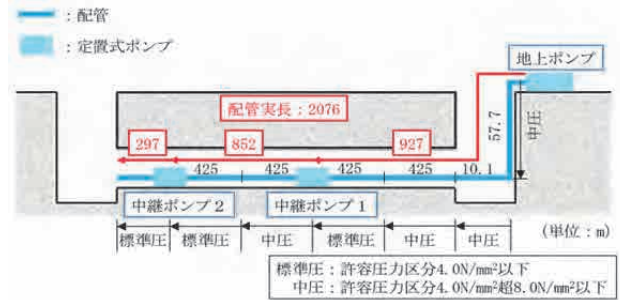 ：配管
：定置式ポンプ
地上ポンプ
配管実長：2076
57.7
中圧
297
852
927
425
425
425
425
10.1
中継ポンプ2
中継ポンプ1
標準圧
標準圧
中圧
標準圧
中圧
中圧
(単位：m)
標準圧：許容圧力区分4.0N/mm²以下
中圧：許容圧力区分4.0N/mm²超8.0N/mm²以下